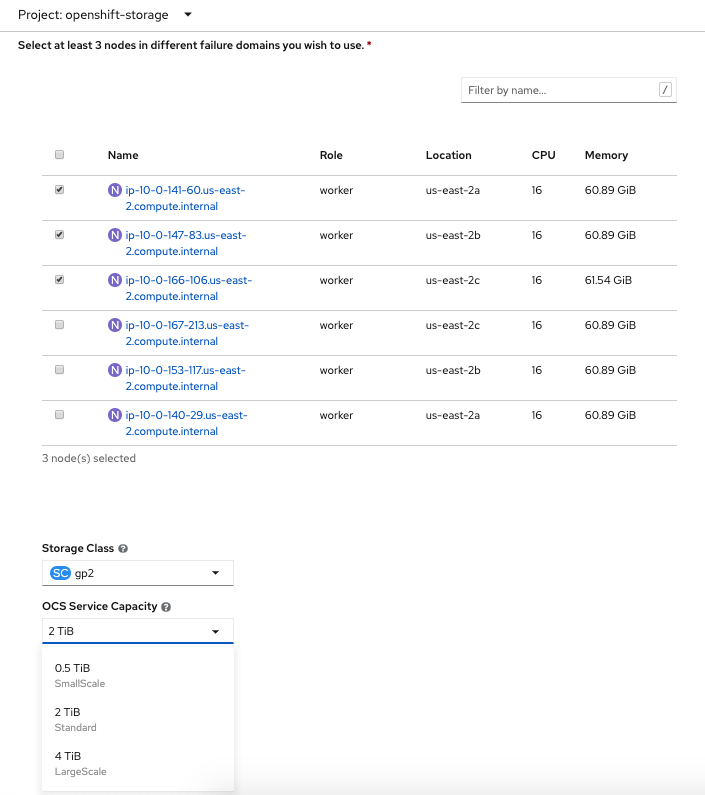 Project: openshift-storage
Select at least 3 nodes in different failure domains you wish to use. *
Filter by name... /
Name Role Location CPU Memory
N ip-10-0-141-60.us-east- worker us-east-2a 16 60.89 GiB
2.compute.internal
N ip-10-0-147-83.us-east- worker us-east-2b 16 60.89 GiB
2.compute.internal
N ip-10-0-166-106.us-east- worker us-east-2c 16 61.54 GiB
2.compute.internal
N ip-10-0-167-213.us-east- worker us-east-2c 16 60.89 GiB
2.compute.internal
N ip-10-0-153-117.us-east- worker us-east-2b 16 60.89 GiB
2.compute.internal
N ip-10-0-140-29.us-east- worker us-east-2a 16 60.89 GiB
2.compute.internal
3 node(s) selected
Storage Class ?
SC gp2
OCS Service Capacity ?
2 TiB
0.5 TiB
SmallScale
2 TiB
Standard
4 TiB
LargeScale